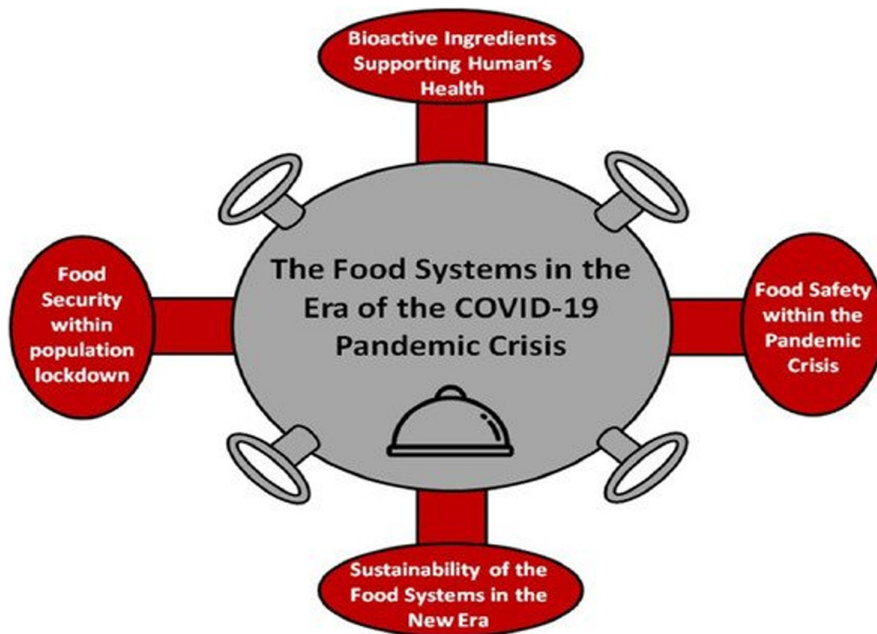 Bioactive Ingredients
Supporting Human's
Health
The Food Systems in the
Era of the COVID-19
Pandemic Crisis
Food
Security
within
population
lockdown
Food Safety
within the
Pandemic
Crisis
Sustainability of the
Food Systems in the
New Era